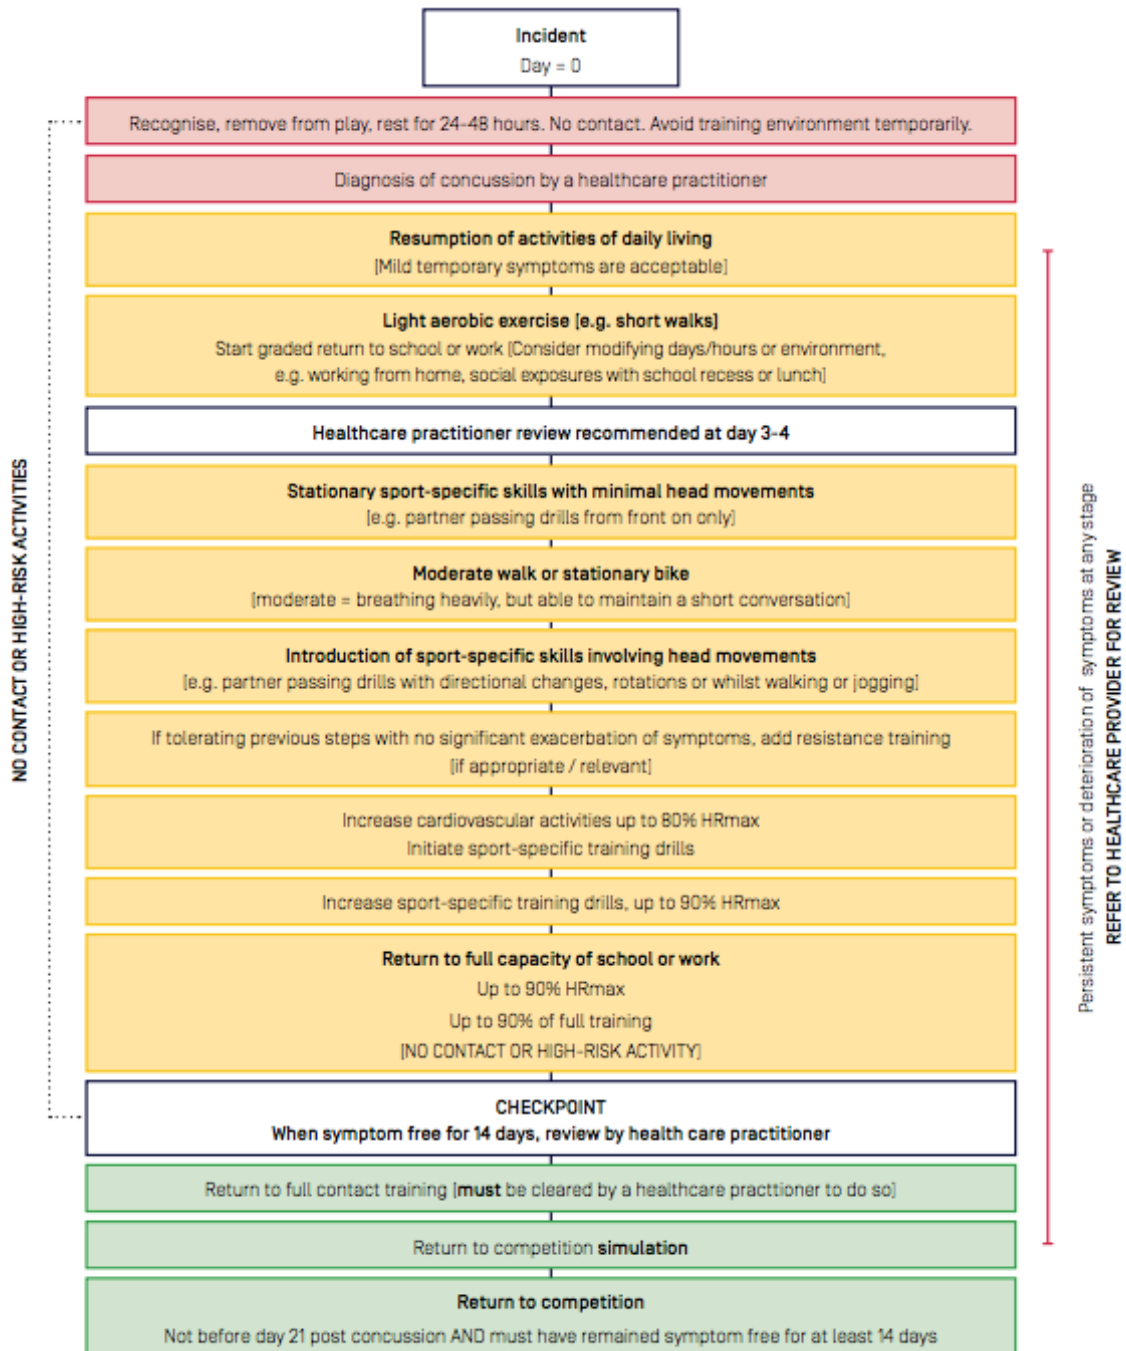 Incident
Day = 0
Recognise, remove from play, rest for 24-48 hours. No contact. Avoid training environment temporarily.
Diagnosis of concussion by a healthcare practitioner
Resumption of activities of daily living
[Mild temporary symptoms are acceptable]
Light aerobic exercise [e.g. short walks]
Start graded return to school or work [Consider modifying days/hours or environment,
e.g. working from home, social exposures with school recess or lunch]
Healthcare practitioner review recommended at day 3-4
Stationary sport-specific skills with minimal head movements
[e.g. partner passing drills from front on only]
Moderate walk or stationary bike
[moderate = breathing heavily, but able to maintain a short conversation]
Introduction of sport-specific skills involving head movements
[e.g. partner passing drills with directional changes, rotations or whilst walking or jogging]
If tolerating previous steps with no significant exacerbation of symptoms, add resistance training
[if appropriate / relevant]
Increase cardiovascular activities up to 80% HRmax
Initiate sport-specific training drills
Increase sport-specific training drills, up to 90% HRmax
Return to full capacity of school or work
Up to 90% HRmax
Up to 90% of full training
[NO CONTACT OR HIGH-RISK ACTIVITY]
CHECKPOINT
When symptom free for 14 days, review by health care practitioner
Return to full contact training [must be cleared by a healthcare practtioner to do so]
Return to competition simulation
Return to competition
Not before day 21 post concussion AND must have remained symptom free for at least 14 days
NO CONTACT OR HIGH-RISK ACTIVITIES
Persistent symptoms or deterioration of symptoms at any stage
REFER TO HEALTHCARE PROVIDER FOR REVIEW